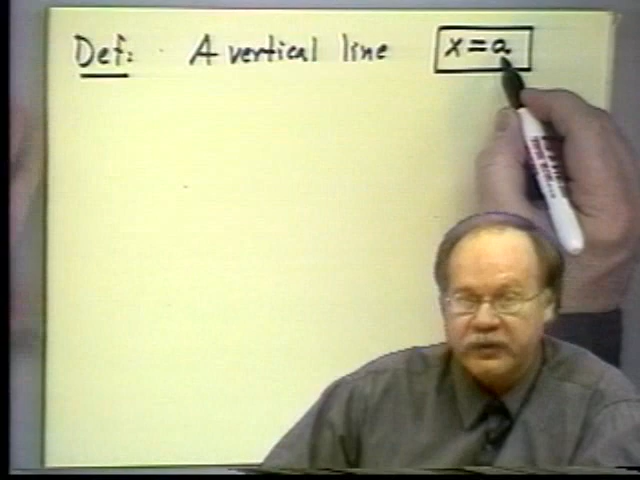 Def: A vertical line x = a